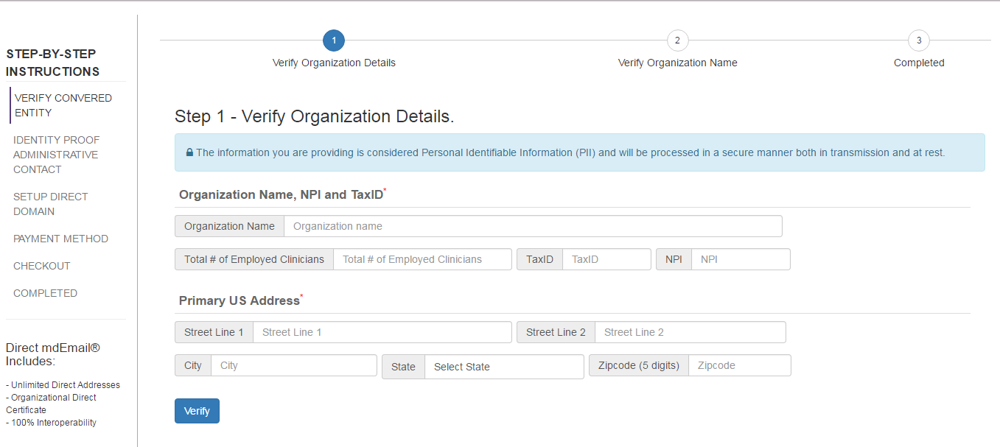 STEP-BY-STEP
INSTRUCTIONS
VERIFY CONVERED
ENTITY
IDENTITY PROOF
ADMINISTRATIVE
CONTACT
SETUP DIRECT
DOMAIN
PAYMENT METHOD
CHECKOUT
COMPLETED
Direct mdEmail®
Includes:
- Unlimited Direct Addresses
- Organizational Direct
Certificate
- 100% Interoperability
1 2 3
Verify Organization Details Verify Organization Name Completed
Step 1 - Verify Organization Details.
The information you are providing is considered Personal Identifiable Information (PII) and will be processed in a secure manner both in transmission and at rest.
Organization Name, NPI and TaxID*
Organization Name Organization name
Total # of Employed Clinicians Total # of Employed Clinicians TaxID TaxID NPI NPI
Primary US Address*
Street Line 1 Street Line 1 Street Line 2 Street Line 2
City City State Select State Zipcode (5 digits) Zipcode
Verify